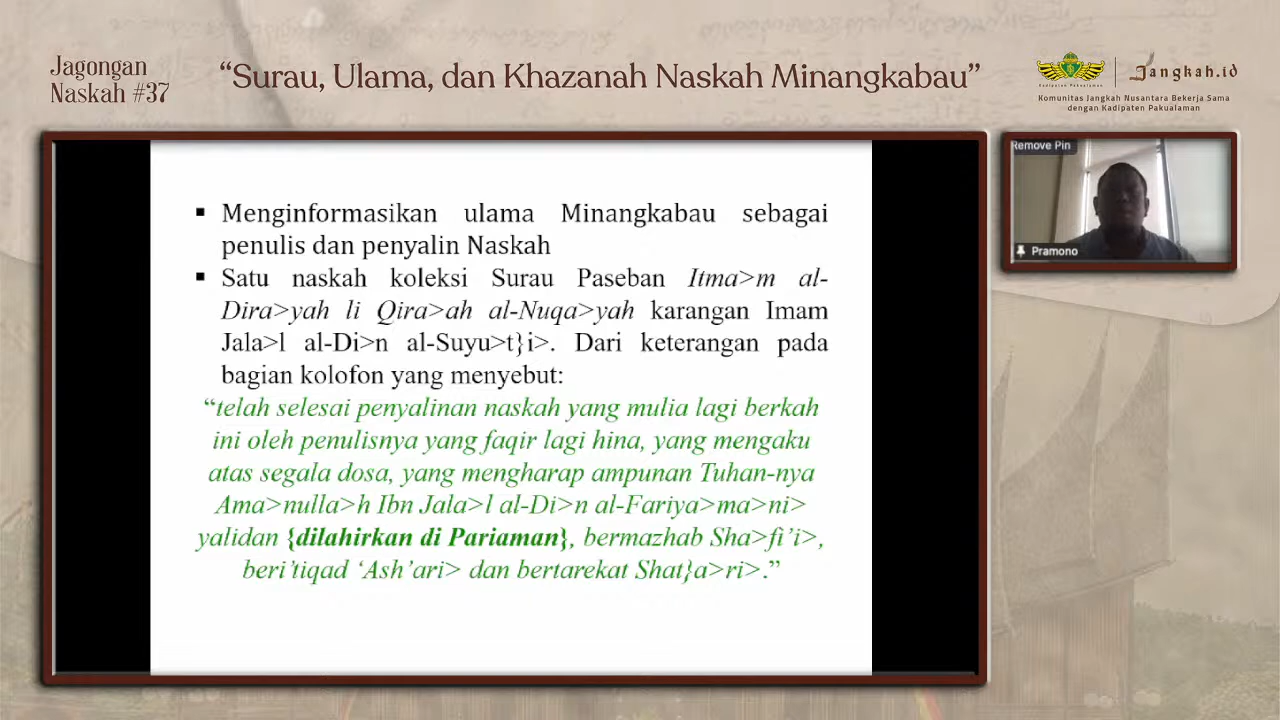 Jagongan
Naskah #37
“Surau, Ulama, dan Khazanah Naskah Minangkabau”
Kadipaten Pakualaman
Jangkah.id
Komunitas Jangkah Nusantara Bekerja Sama
dengan Kadipaten Pakualaman
▪ Menginformasikan ulama Minangkabau sebagai
penulis dan penyalin Naskah
▪ Satu naskah koleksi Surau Paseban Itma>m al-
Dira>yah li Qira>ah al-Nuqa>yah karangan Imam
Jala>l al-Di>n al-Suyu>t}i>. Dari keterangan pada
bagian kolofon yang menyebut:
“telah selesai penyalinan naskah yang mulia lagi berkah
ini oleh penulisnya yang faqir lagi hina, yang mengaku
atas segala dosa, yang mengharap ampunan Tuhan-nya
Ama>nulla>h Ibn Jala>l al-Di>n al-Fariya>ma>ni>
yalidan {dilahirkan di Pariaman}, bermazhab Sha>fi’i>,
beri’tiqad ‘Ash’ari> dan bertarekat Shat}a>ri>.”
Remove Pin
Pramono